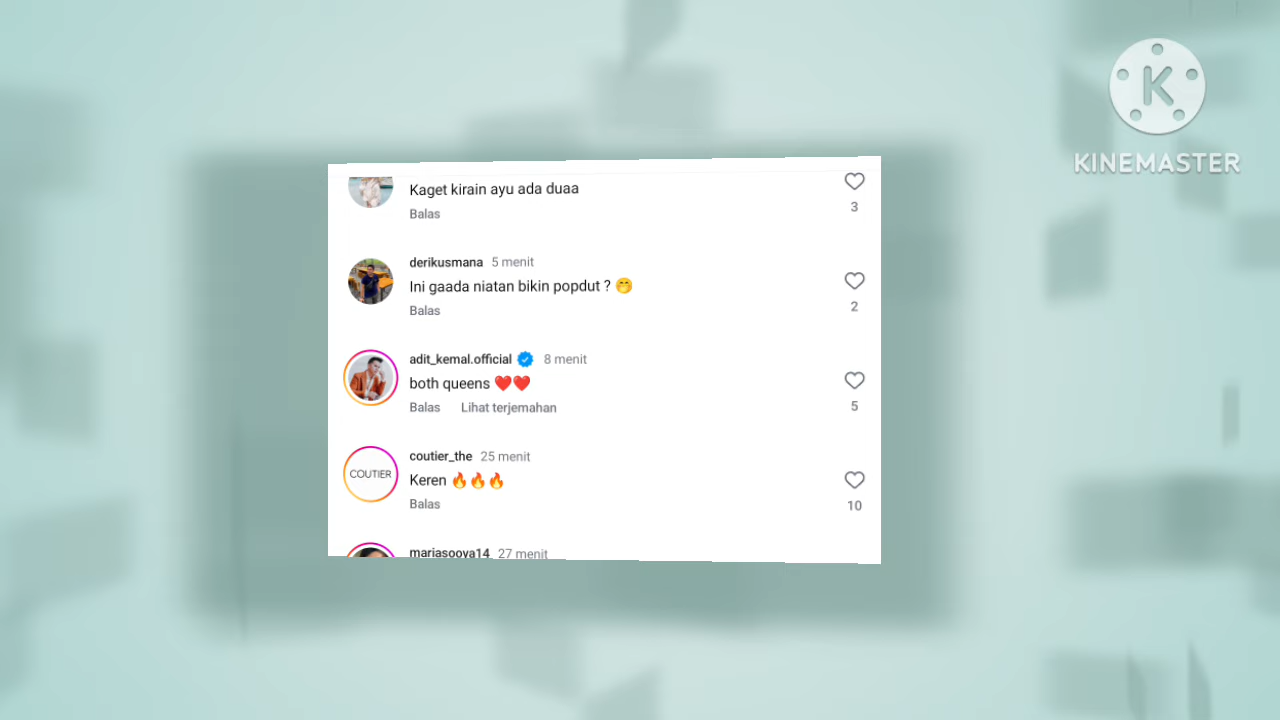 K
KINEMASTER
Kaget kirain ayu ada duaa
3
Balas
derikusmana 5 menit
Ini gaada niatan bikin popdut ? 🤭
2
Balas
adit_kemal.official 8 menit
both queens ❤️❤️
Balas Lihat terjemahan
5
COUTIER
coutier_the 25 menit
Keren 🔥🔥🔥
Balas
10
mariasooya14 27 menit